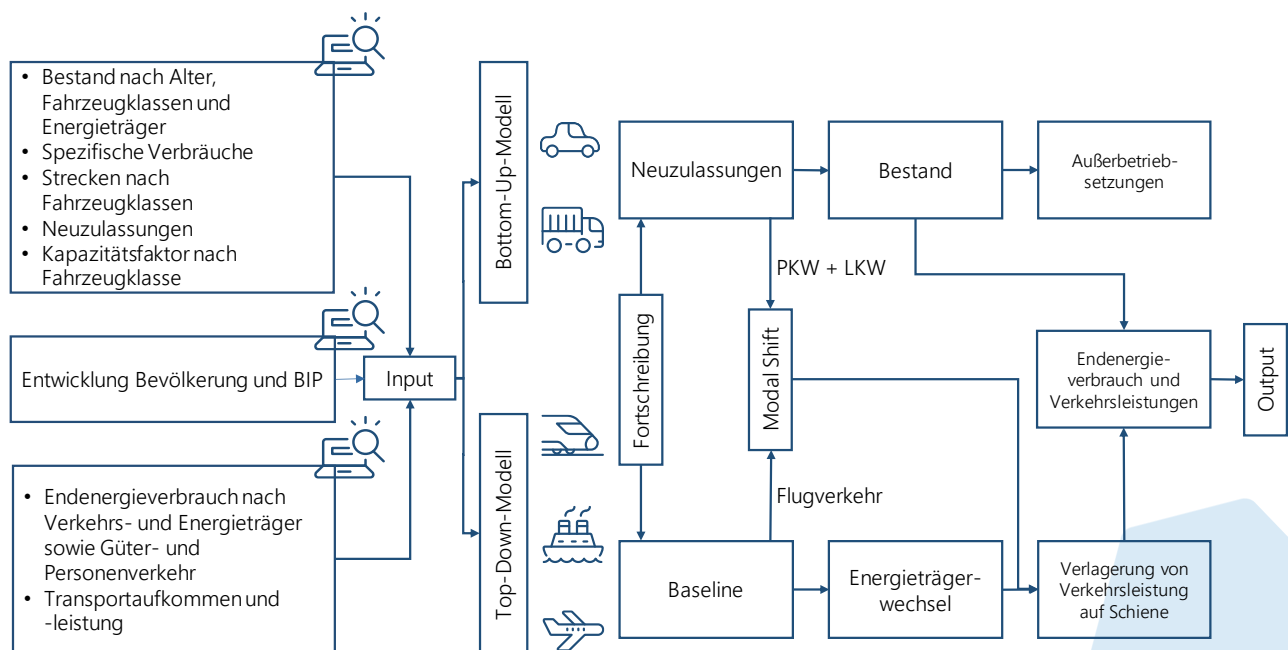 • Bestand nach Alter,
Fahrzeugklassen und
Energieträger
• Spezifische Verbräuche
• Strecken nach
Fahrzeugklassen
• Neuzulassungen
• Kapazitätsfaktor nach
Fahrzeugklasse
Entwicklung Bevölkerung und BIP
• Endenergieverbrauch nach
Verkehrs- und Energieträger
sowie Güter- und
Personenverkehr
• Transportaufkommen und
-leistung
Input
Bottom-Up-Modell
Top-Down-Modell
Neuzulassungen
Bestand
Außerbetrieb-
setzungen
PKW + LKW
Fortschreibung
Modal Shift
Flugverkehr
Endenergie-
verbrauch und
Verkehrsleistungen
Output
Baseline
Energieträger-
wechsel
Verlagerung von
Verkehrsleistung
auf Schiene